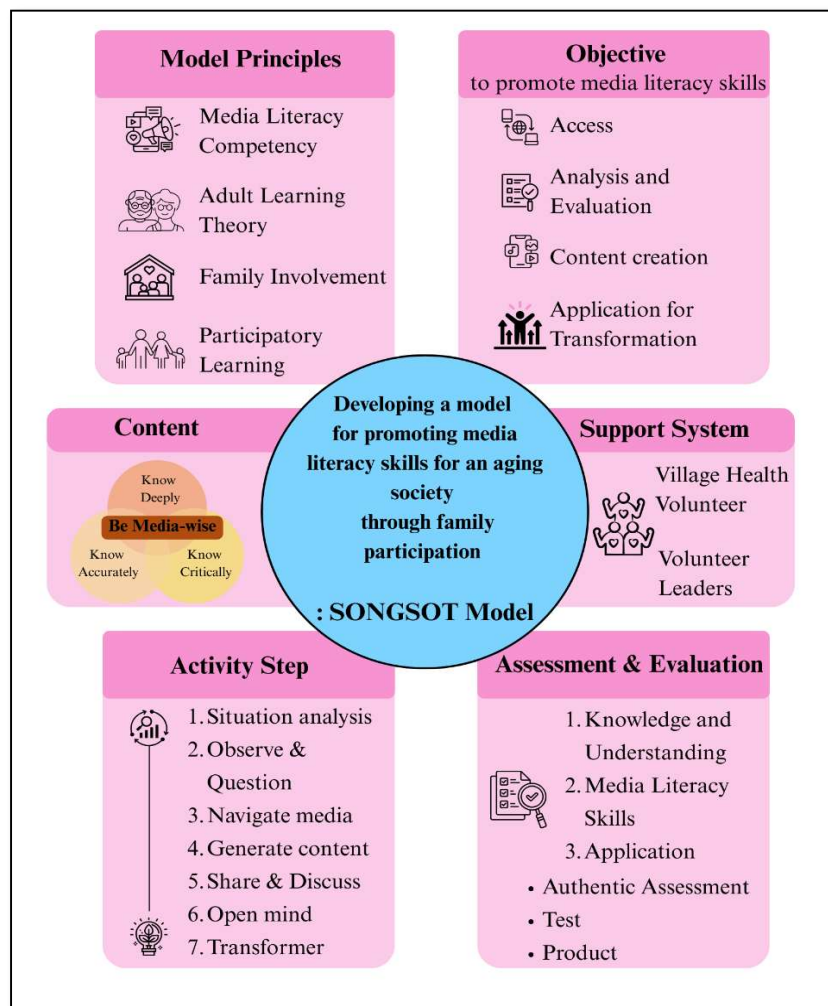 Model Principles
Media Literacy
Competency
Adult Learning
Theory
Family Involvement
Participatory
Learning
Objective
to promote media literacy skills
Access
Analysis and
Evaluation
Content creation
Application for
Transformation
Content
Know
Deeply
Be Media-wise
Know
Accurately
Know
Critically
Developing a model
for promoting media
literacy skills for an aging
society
through family
participation
: SONGSOT Model
Support System
Village Health
Volunteer
Volunteer
Leaders
Activity Step
1. Situation analysis
2. Observe &
Question
3. Navigate media
4. Generate content
5. Share & Discuss
6. Open mind
7. Transformer
Assessment & Evaluation
1. Knowledge and
Understanding
2. Media Literacy
Skills
3. Application
• Authentic Assessment
• Test
• Product